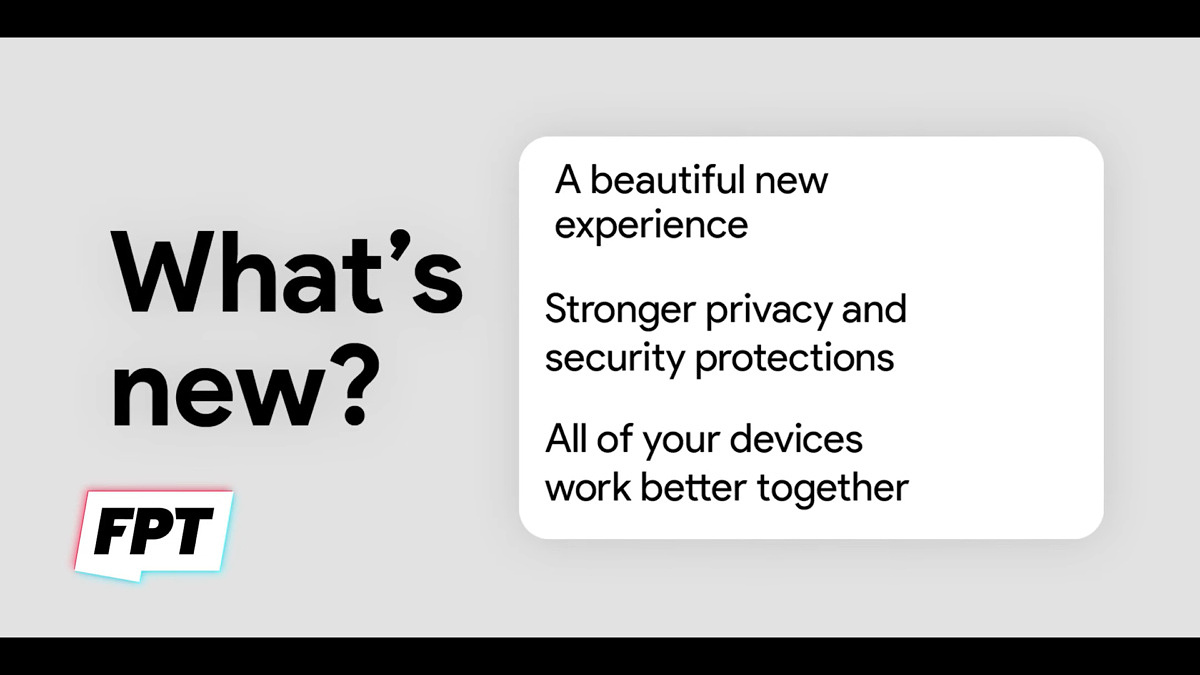 What’s
new?
A beautiful new
experience
Stronger privacy and
security protections
All of your devices
work better together
FPT